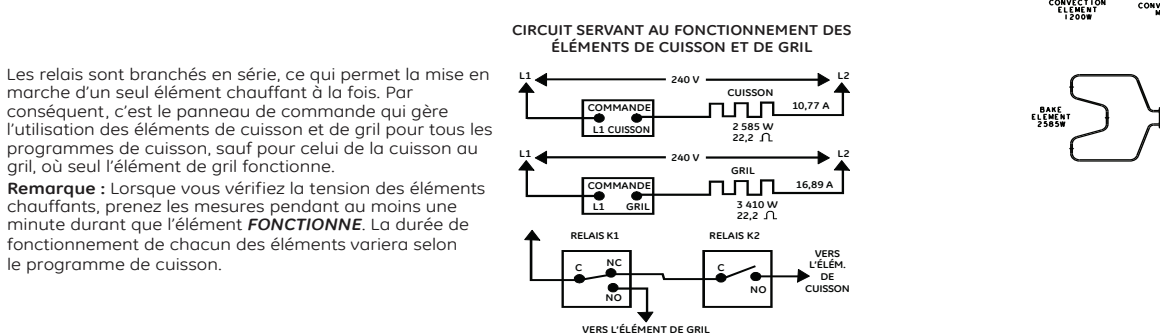 Les relais sont branchés en série, ce qui permet la mise en
marche d'un seul élément chauffant à la fois. Par
conséquent, c'est le panneau de commande qui gère
l'utilisation des éléments de cuisson et de gril pour tous les
programmes de cuisson, sauf pour celui de la cuisson au
gril, où seul l'élément de gril fonctionne.
Remarque : Lorsque vous vérifiez la tension des éléments
chauffants, prenez les mesures pendant au moins une
minute durant que l'élément FONCTIONNE. La durée de
fonctionnement de chacun des éléments variera selon
le programme de cuisson.
CIRCUIT SERVANT AU FONCTIONNEMENT DES
ÉLÉMENTS DE CUISSON ET DE GRIL
L1 240 V L2
CUISSON
COMMANDE 10,77 A
L1 CUISSON
2 585 W
22,2 Ω
L1 240 V L2
GRIL
COMMANDE 16,89 A
L1 GRIL
3 410 W
22,2 Ω
RELAIS K1 RELAIS K2
C NC C
NO NO
VERS
L'ÉLÉM.
DE
CUISSON
VERS L'ÉLÉMENT DE GRIL
CONVECTION
ELEMENT
1200W
BAKE
ELEMENT
2585W